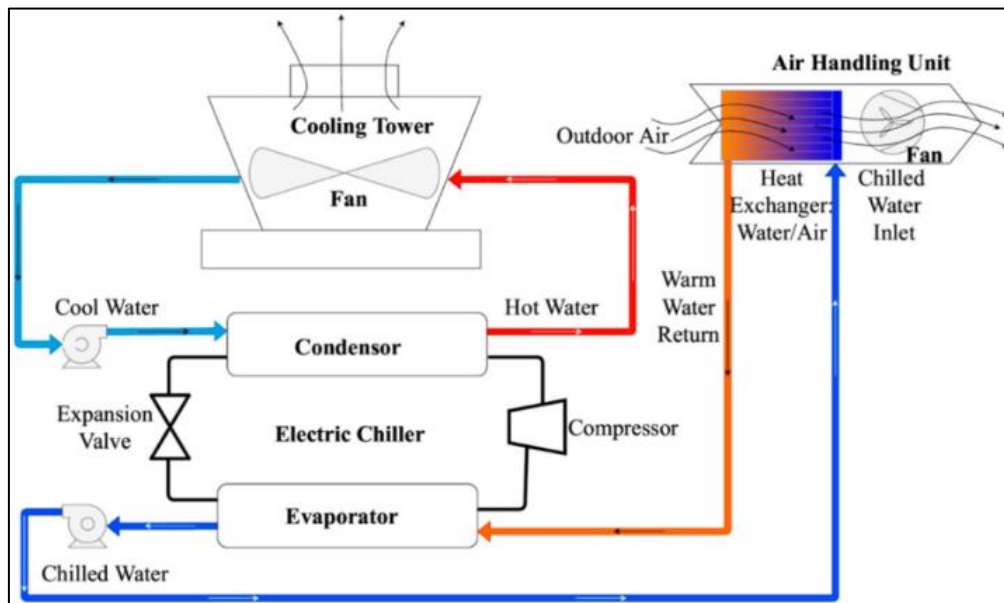 Air Handling Unit
Cooling Tower
Outdoor Air
Fan
Fan
Heat
Exchanger:
Water/Air
Chilled
Water
Inlet
Warm
Water
Return
Cool Water
Hot Water
Condensor
Expansion
Valve
Electric Chiller
Compressor
Evaporator
Chilled Water